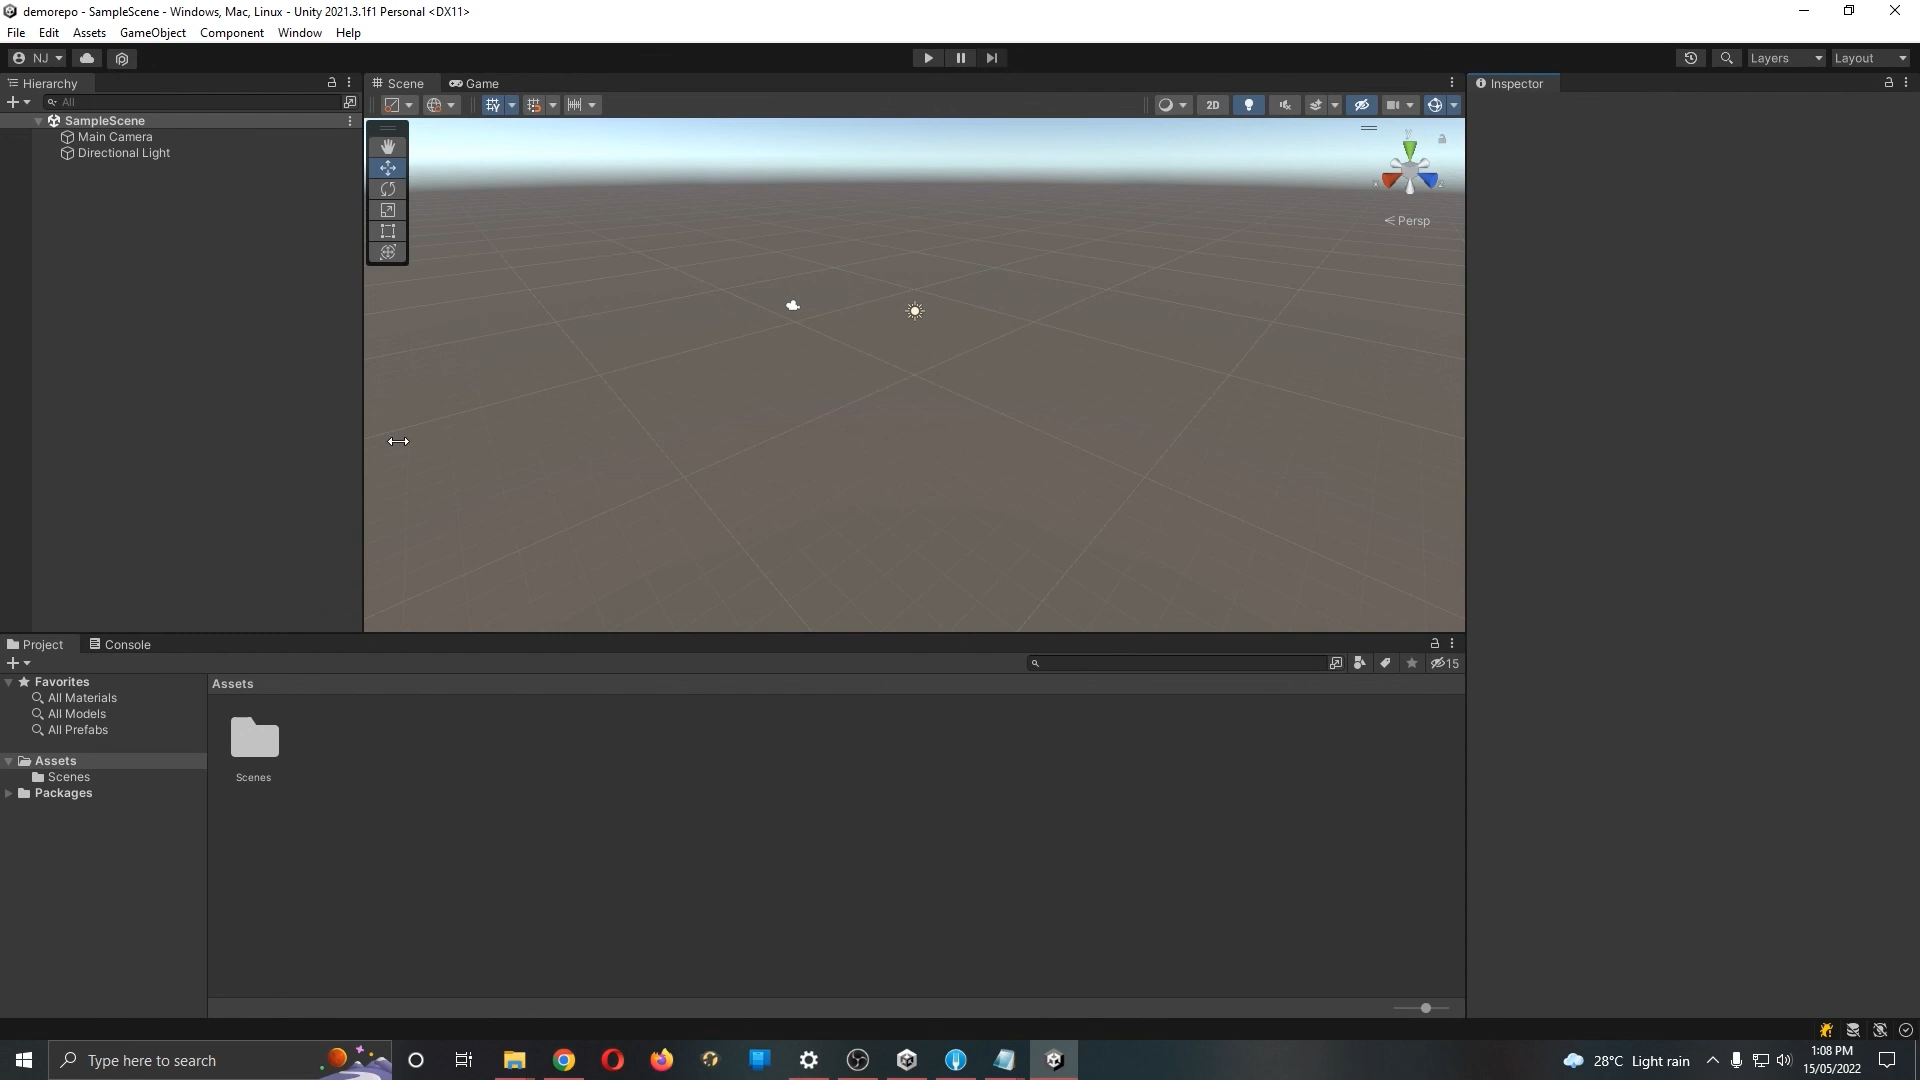 demorepo - SampleScene - Windows, Mac, Linux - Unity 2021.3.1f1 Personal <DX11>
File Edit Assets GameObject Component Window Help
NJ
Layers
Layout
Hierarchy
Scene
Game
Inspector
All
2D
SampleScene
Main Camera
Directional Light
y
x
z
Persp
Project
Console
15
Favorites
All Materials
All Models
All Prefabs
Assets
Scenes
Packages
Assets
Scenes
Type here to search
28°C Light rain
1:08 PM
15/05/2022